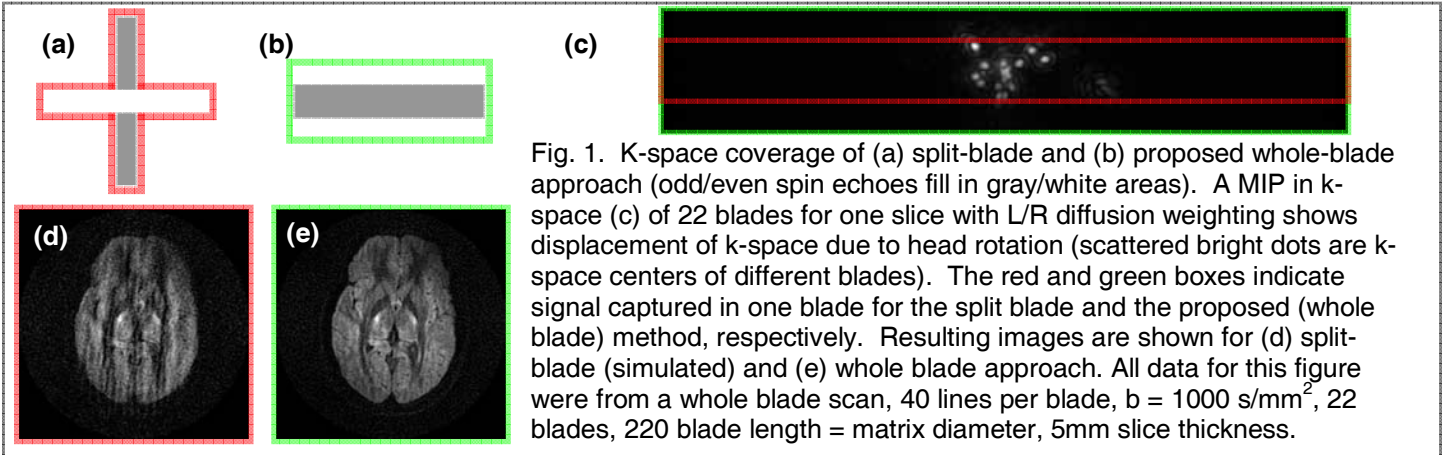 (a)
(b)
(c)
(d)
(e)
Fig. 1.  K-space coverage of (a) split-blade and (b) proposed whole-blade
approach (odd/even spin echoes fill in gray/white areas).  A MIP in k-
space (c) of 22 blades for one slice with L/R diffusion weighting shows
displacement of k-space due to head rotation (scattered bright dots are k-
space centers of different blades).  The red and green boxes indicate
signal captured in one blade for the split blade and the proposed (whole
blade) method, respectively.  Resulting images are shown for (d) split-
blade (simulated) and (e) whole blade approach. All data for this figure
were from a whole blade scan, 40 lines per blade, b = 1000 s/mm², 22
blades, 220 blade length = matrix diameter, 5mm slice thickness.